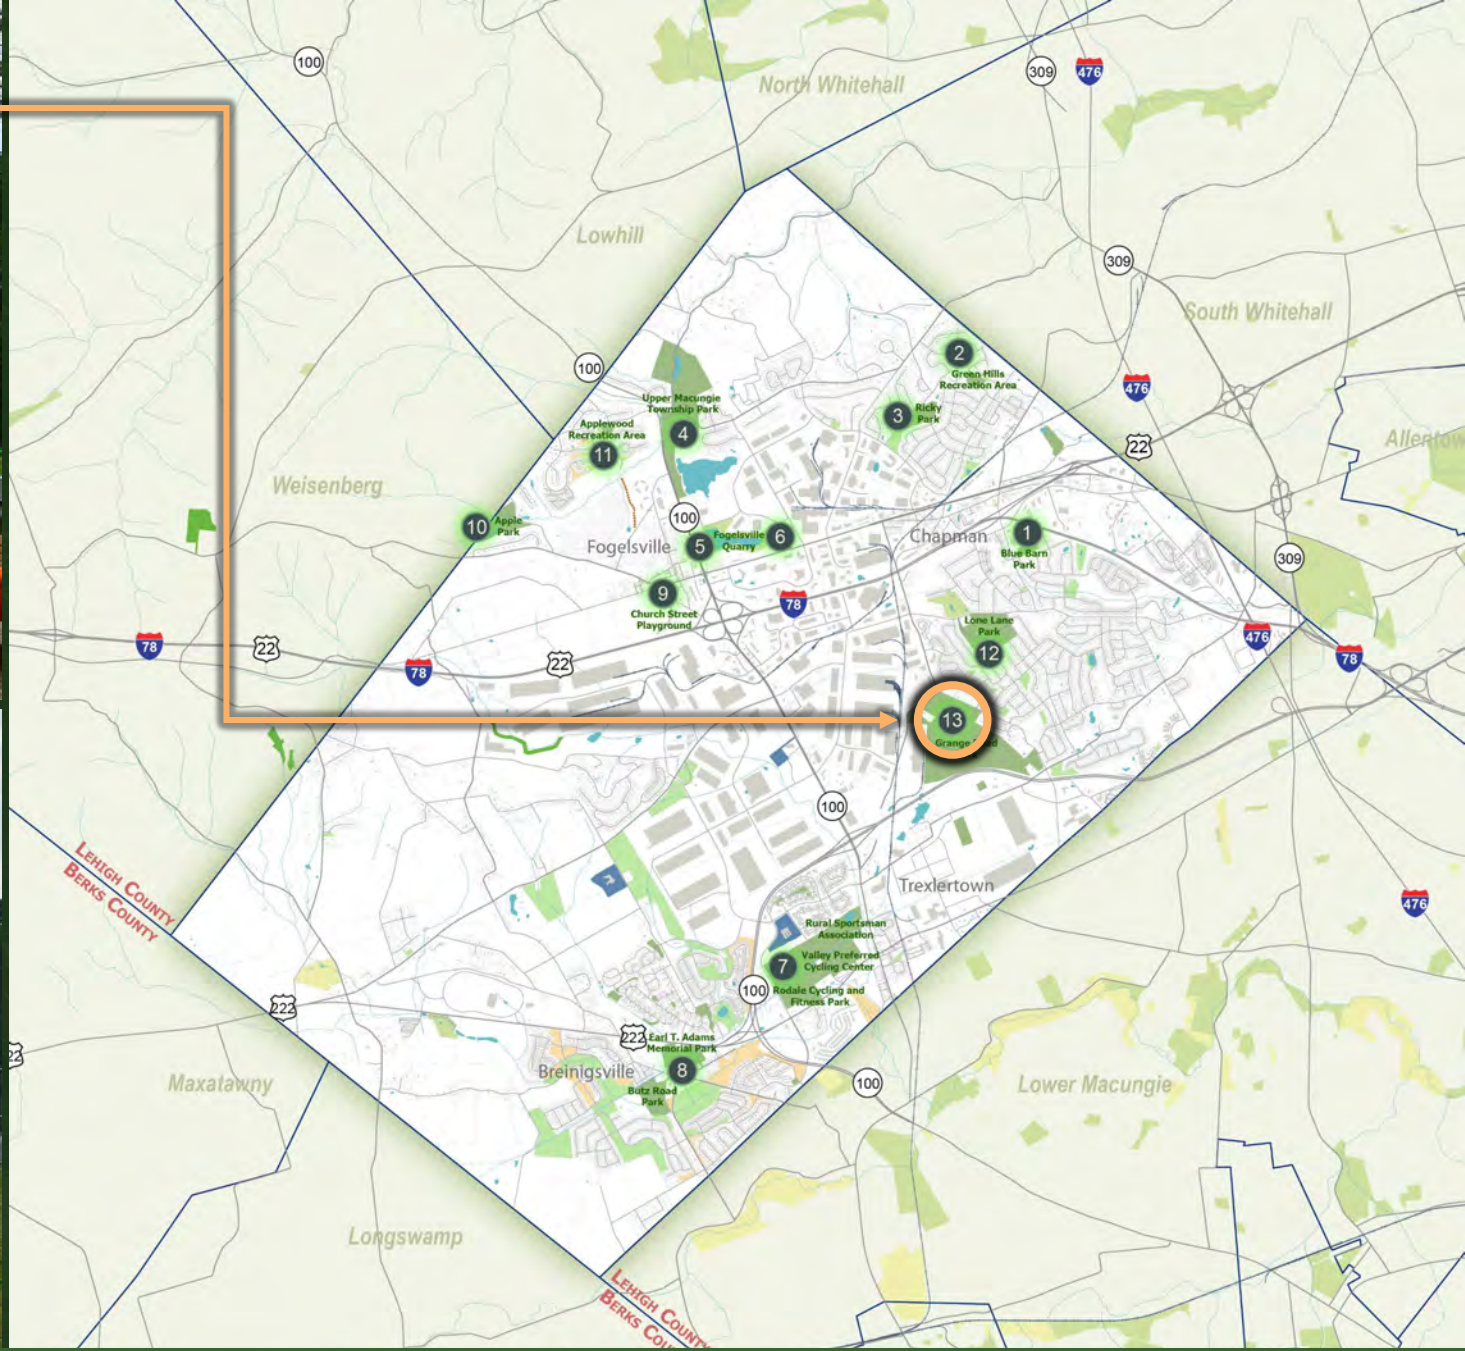 100
North Whitehall
309
476
Lowhill
309
South Whitehall
100
2
Green Hills
Recreation Area
476
Upper Macungie
Township Park
4
3
Ricky
Park
Applewood
Recreation Area
11
22
Weisenberg
10
Apple
Park
100
Fogelsville
5
Fogelsville
Quarry
6
Chapman
1
Blue Barn
Park
309
9
Church Street
Playground
78
Lone Lane
Park
12
476
78
78
22
78
22
13
Grange
100
LEHIGH COUNTY
BERKS COUNTY
Trexlertown
476
Rural Sportsman
Association
7
Valley Preferred
Cycling Center
Rodale Cycling and
Fitness Park
100
222
222
Earl T. Adams
Memorial Park
8
Breinigsville
Butz Road
Park
100
Maxatawny
Lower Macungie
Longswamp
LEHIGH COUNTY
BERKS